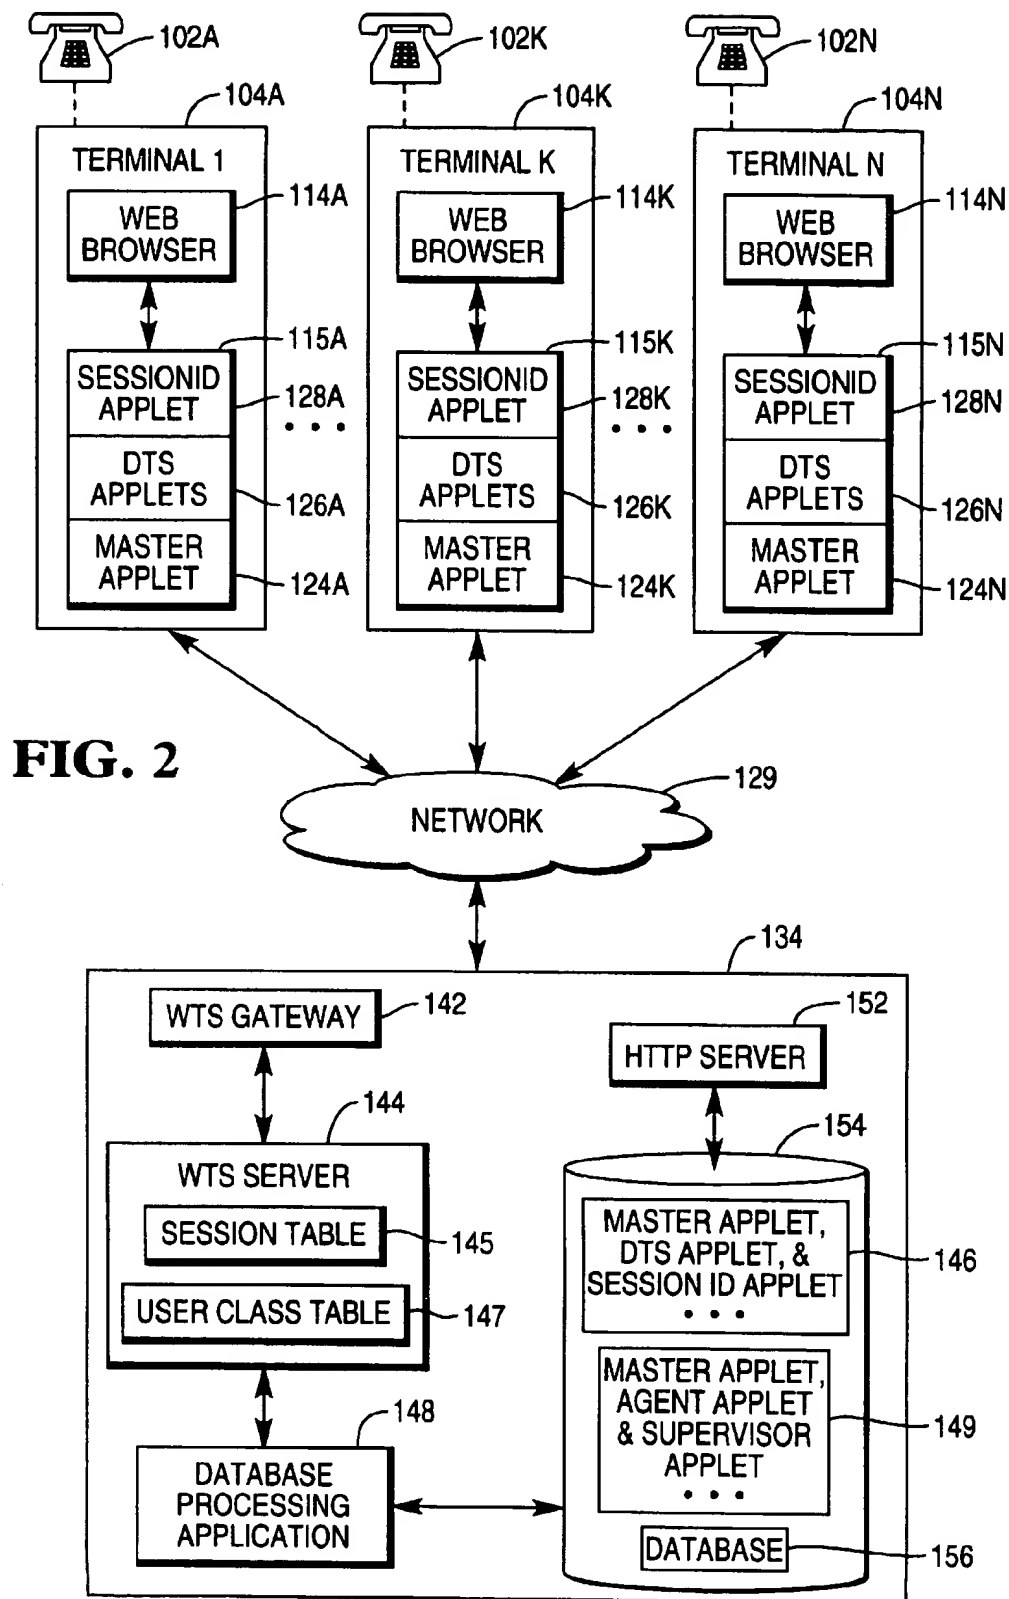 102A
102K
102N
104A
104K
104N
TERMINAL 1
TERMINAL K
TERMINAL N
114A
114K
114N
WEB
BROWSER
WEB
BROWSER
WEB
BROWSER
115A
115K
115N
SESSIONID
APPLET
SESSIONID
APPLET
SESSIONID
APPLET
128A
128K
128N
• • •
• • •
DTS
APPLETS
DTS
APPLETS
DTS
APPLETS
126A
126K
126N
MASTER
APPLET
MASTER
APPLET
MASTER
APPLET
124A
124K
124N
FIG. 2
129
NETWORK
134
WTS GATEWAY
142
152
HTTP SERVER
144
154
WTS SERVER
SESSION TABLE
145
USER CLASS TABLE
147
MASTER APPLET,
DTS APPLET, &
SESSION ID APPLET
• • •
146
MASTER APPLET,
AGENT APPLET
& SUPERVISOR
APPLET
• • •
149
148
DATABASE
PROCESSING
APPLICATION
DATABASE
156